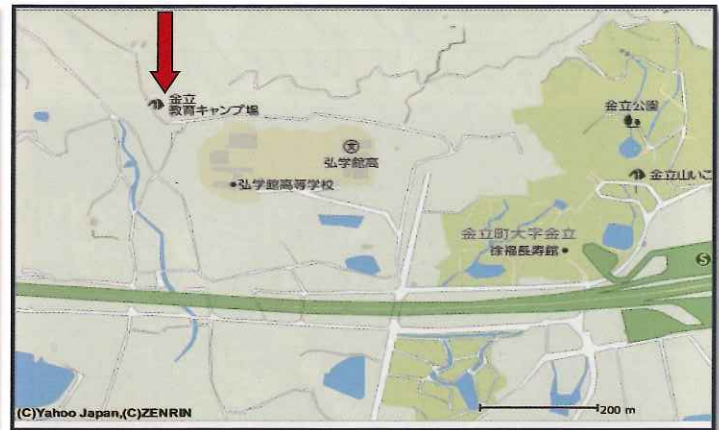 金立
教育キャンプ場
金立公園
文
弘学館高
弘学館高等学校
金立山いこ
金立町大字金立
徐福長寿館
S
(C)Yahoo Japan,(C)ZENRIN
200 m